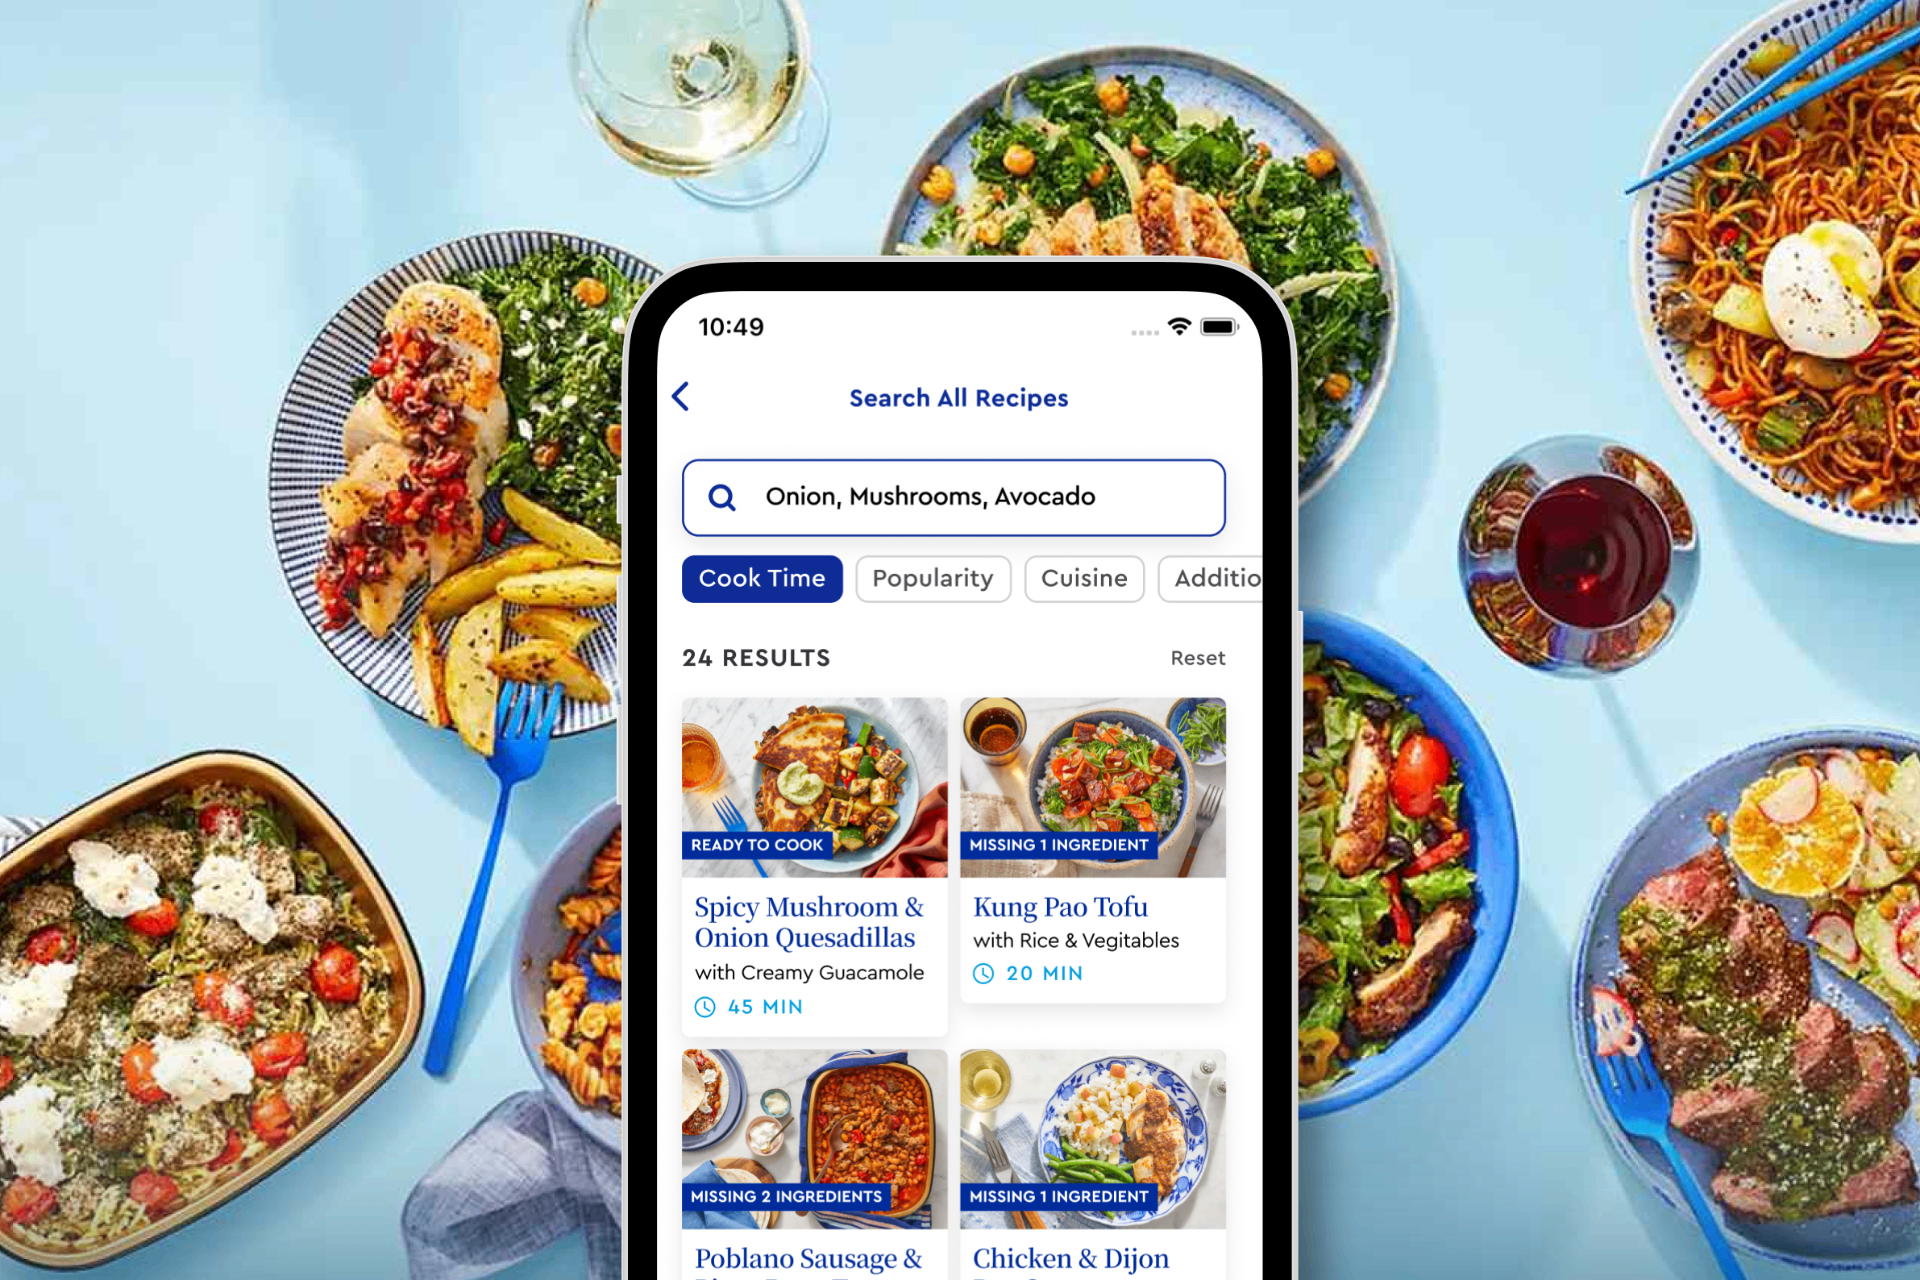 10:49
Search All Recipes
Onion, Mushrooms, Avocado
Cook Time Popularity Cuisine Additio
24 RESULTS Reset
READY TO COOK
Spicy Mushroom &
Onion Quesadillas
with Creamy Guacamole
45 MIN
MISSING 1 INGREDIENT
Kung Pao Tofu
with Rice & Vegitables
20 MIN
MISSING 2 INGREDIENTS
Poblano Sausage &
MISSING 1 INGREDIENT
Chicken & Dijon